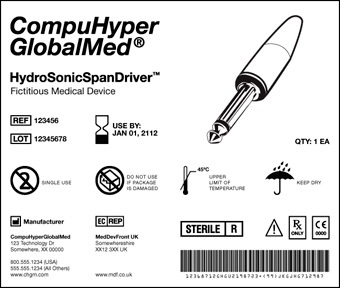 CompuHyper
GlobalMed®
HydroSonicSpanDriver™
Fictitious Medical Device
REF 123456
LOT 12345678
USE BY:
JAN 01, 2112
QTY: 1 EA
SINGLE USE
DO NOT USE
IF PACKAGE
IS DAMAGED
45°C
UPPER
LIMIT OF
TEMPERATURE
KEEP DRY
Manufacturer
CompuHyperGlobalMed
123 Technology Dr
Somewhere, XX 00000
800.555.1234 (USA)
555.555.1234 (All Others)
www.chgm.com
EC REP
MedDevFront UK
Somewhereshire
XX12 3XX UK
www.mdf.co.uk
STERILE R
Rx
ONLY
CE
0000